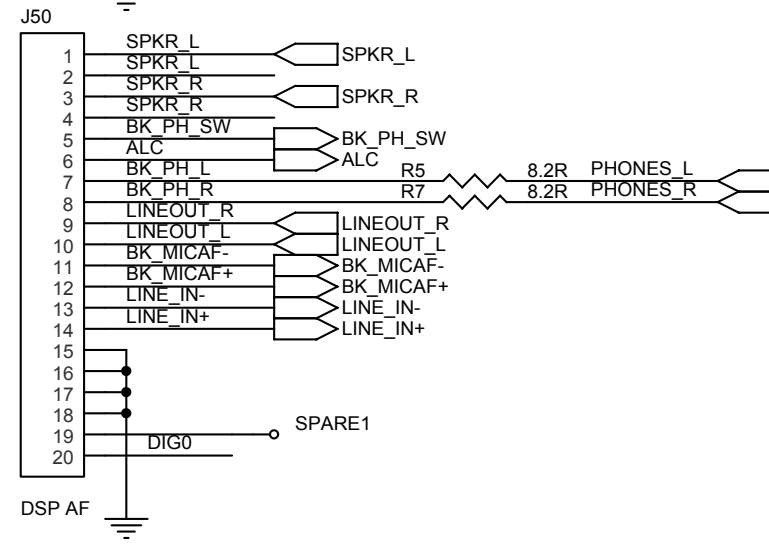 J50
1 SPKR_L SPKR_L
2 SPKR_L
3 SPKR_R SPKR_R
4 SPKR_R
5 BK_PH_SW BK_PH_SW
6 ALC ALC
7 BK_PH_L R5 8.2R PHONES_L
8 BK_PH_R R7 8.2R PHONES_R
9 LINEOUT_R LINEOUT_R
10 LINEOUT_L LINEOUT_L
11 BK_MICAF- BK_MICAF-
12 BK_MICAF+ BK_MICAF+
13 LINE_IN- LINE_IN-
14 LINE_IN+ LINE_IN+
15
16
17
18
19 SPARE1
20 DIG0
DSP AF